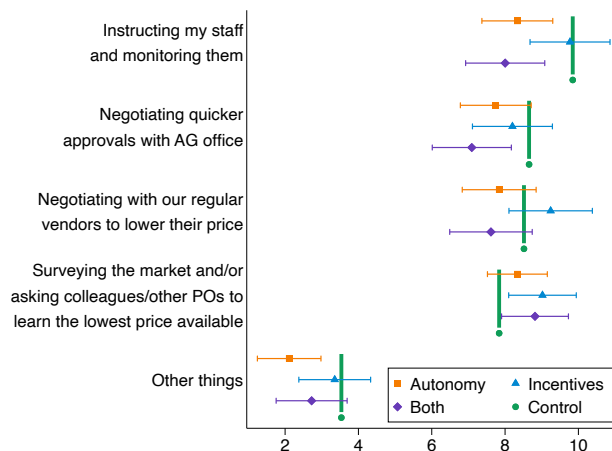 Instructing my staff
and monitoring them
Negotiating quicker
approvals with AG office
Negotiating with our regular
vendors to lower their price
Surveying the market and/or
asking colleagues/other POs to
learn the lowest price available
Other things
Autonomy Incentives
Both Control
2 4 6 8 10